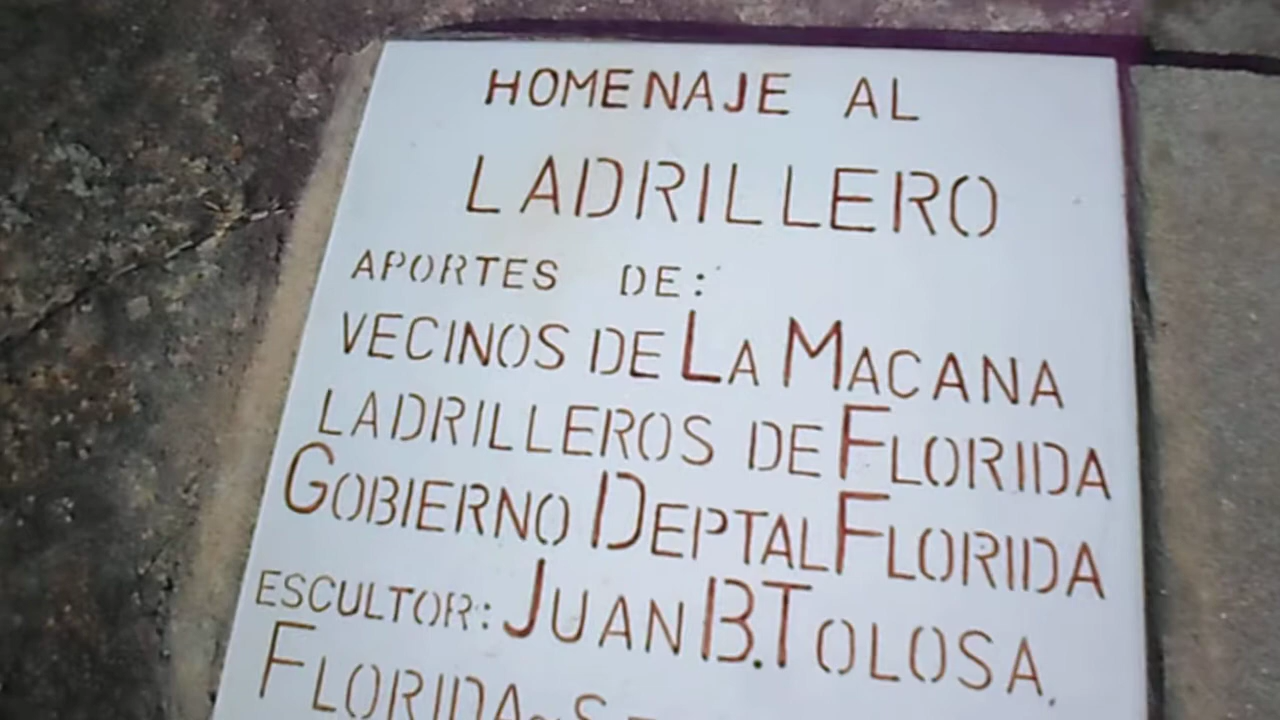 HOMENAJE AL
LADRILLERO
APORTES DE:
VECINOS DE LA MACANA
LADRILLEROS DE FLORIDA
GOBIERNO DEPTAL FLORIDA
ESCULTOR: JUAN B. TOLOSA.
FLORIDA